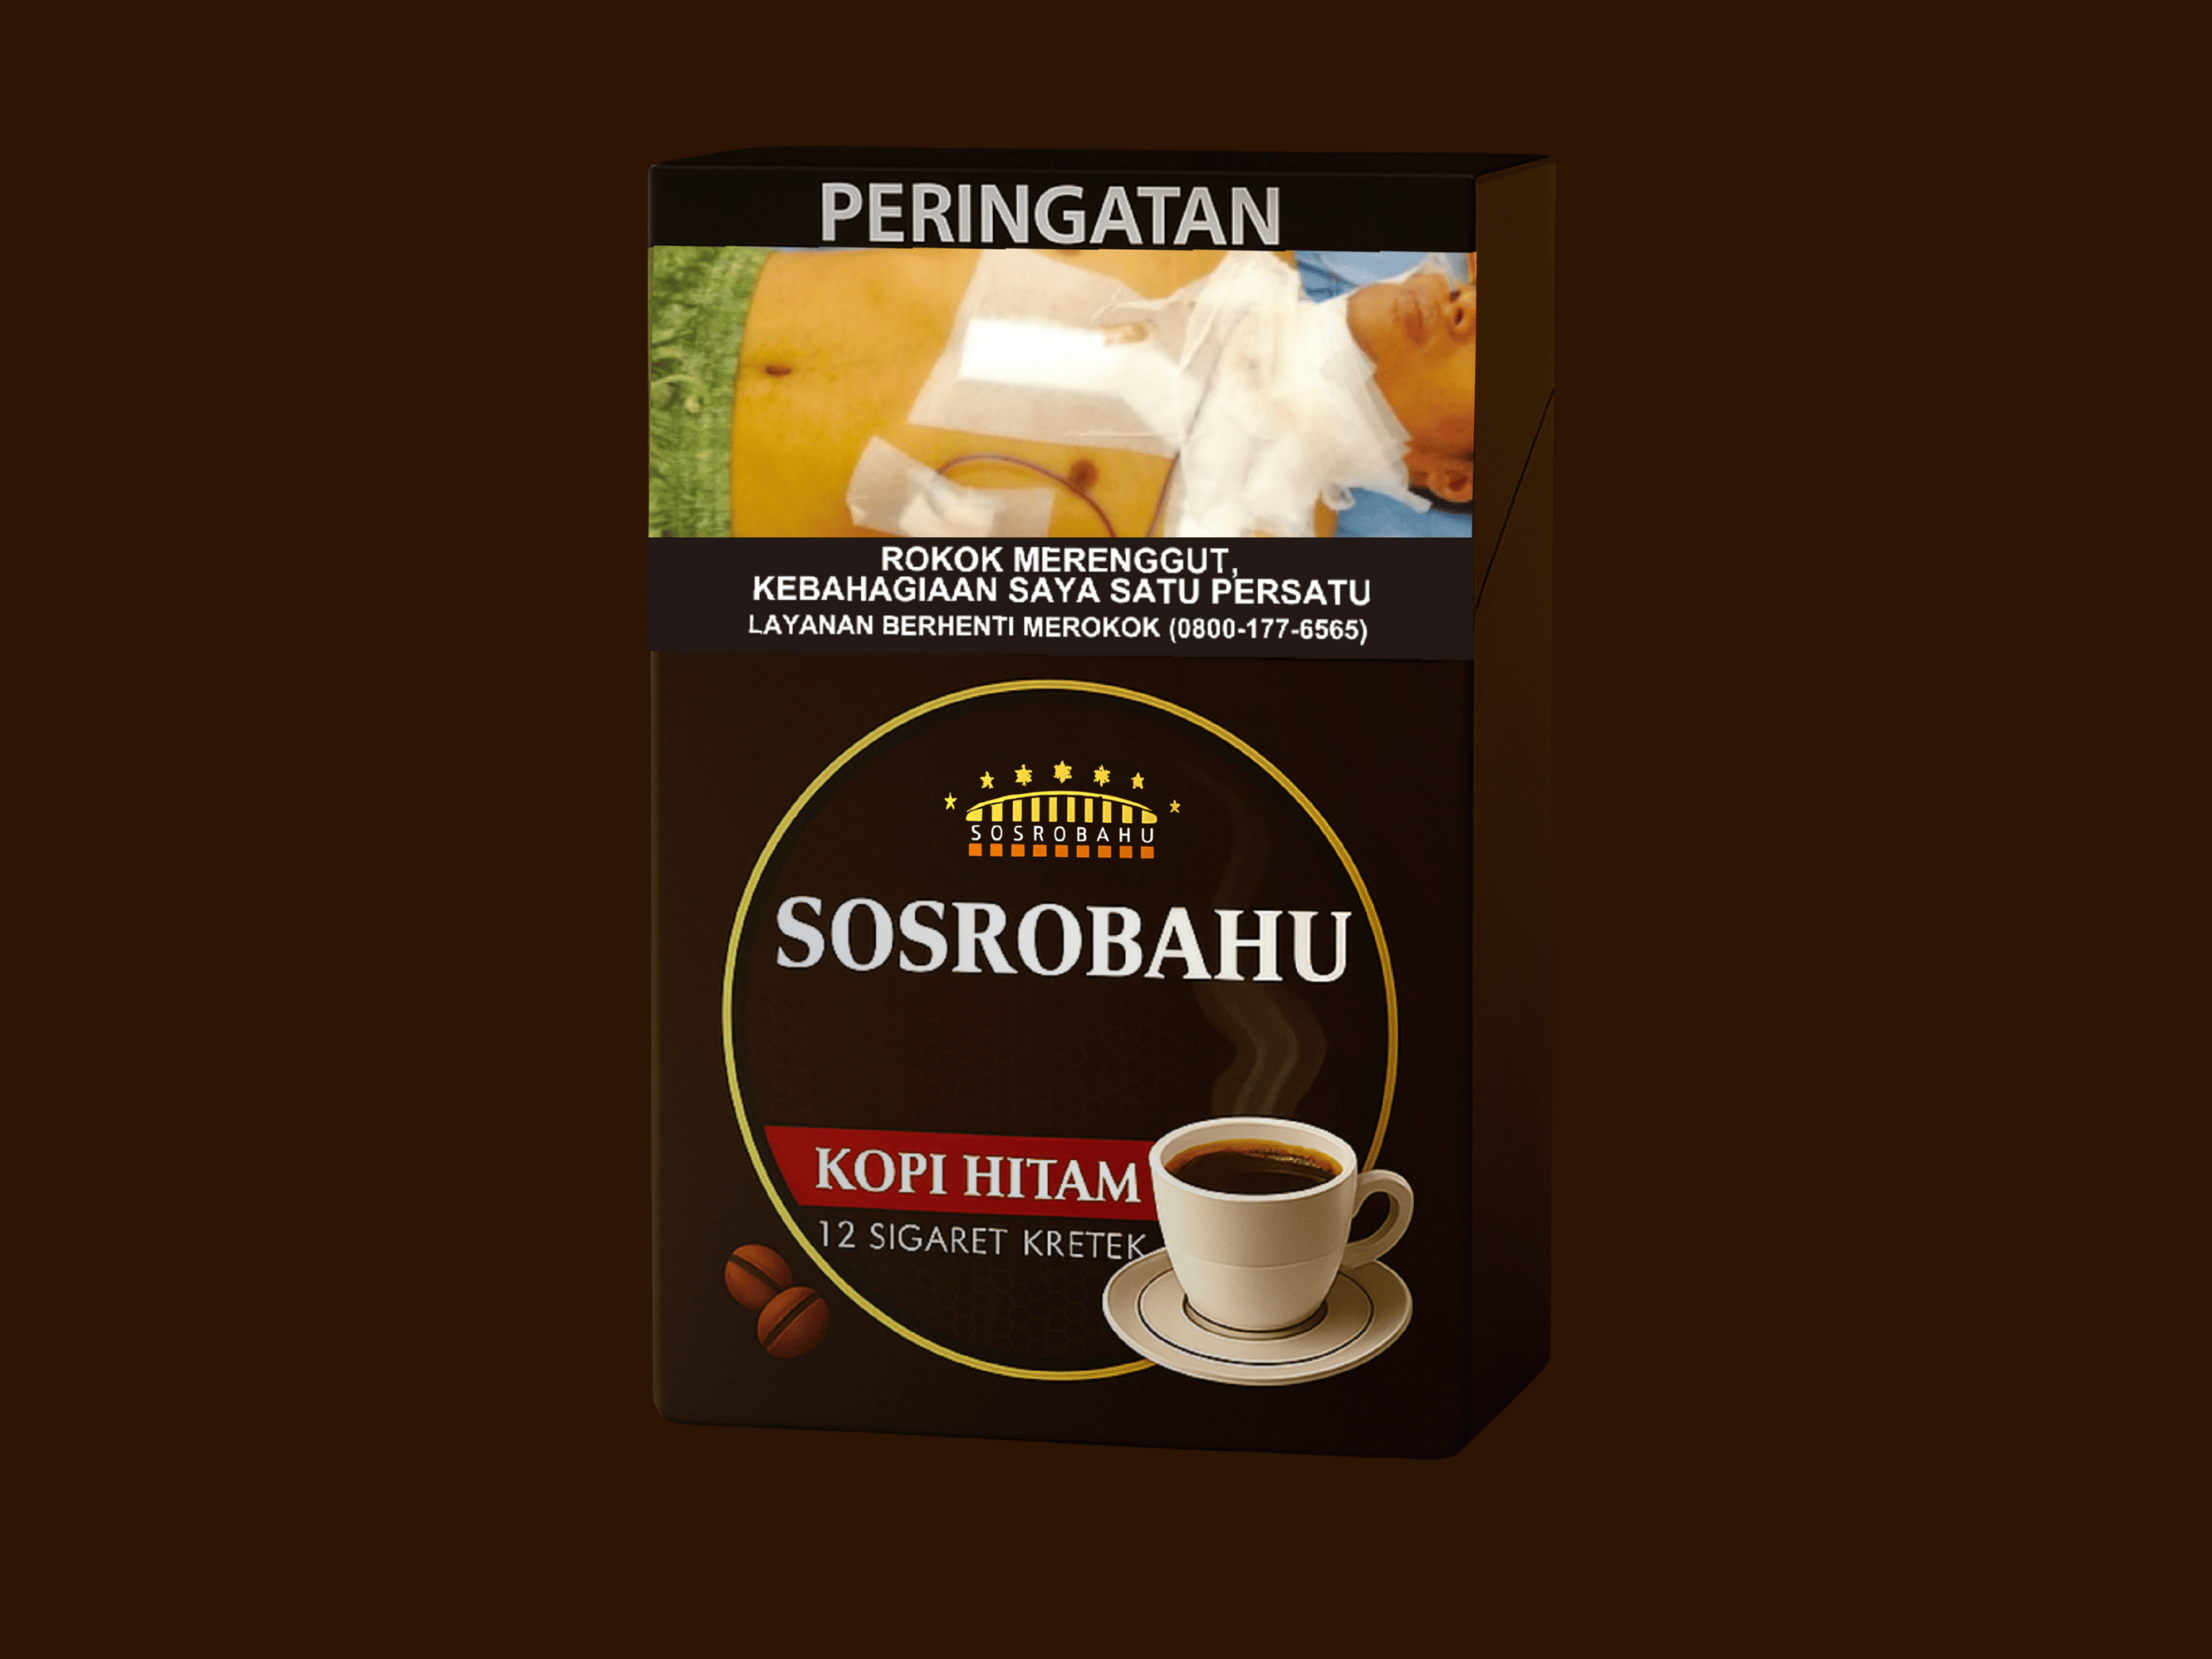 PERINGATAN
ROKOK MERENGGUT,
KEBAHAGIAAN SAYA SATU PERSATU
LAYANAN BERHENTI MEROKOK (0800-177-6565)
SOSROBAHU
SOSROBAHU
KOPI HITAM
12 SIGARET KRETEK